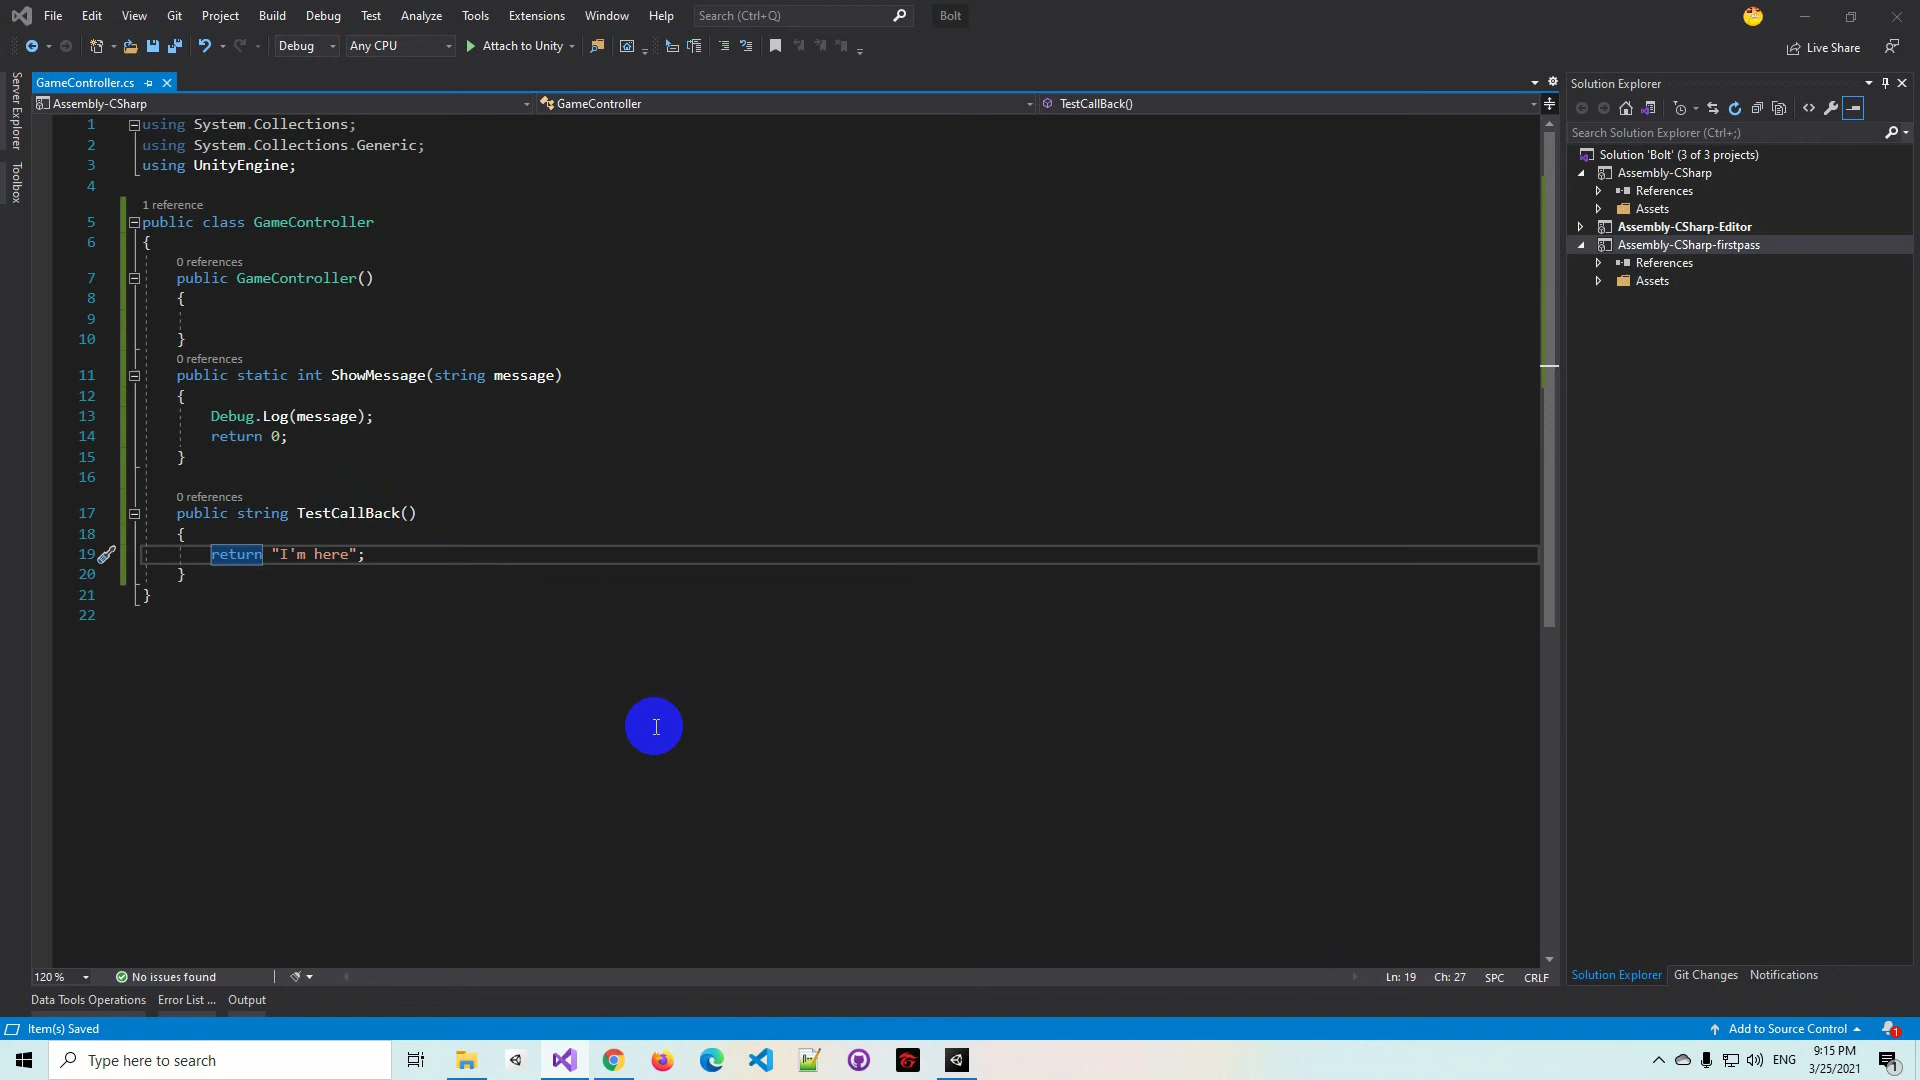 File Edit View Git Project Build Debug Test Analyze Tools Extensions Window Help Search (Ctrl+Q) Bolt
Debug Any CPU Attach to Unity Live Share
Server Explorer
Toolbox
GameController.cs
Assembly-CSharp GameController TestCallBack()
1 using System.Collections;
2 using System.Collections.Generic;
3 using UnityEngine;
4
1 reference
5 public class GameController
6 {
0 references
7 public GameController()
8 {
9
10 }
0 references
11 public static int ShowMessage(string message)
12 {
13 Debug.Log(message);
14 return 0;
15 }
16
0 references
17 public string TestCallBack()
18 {
19 return "I'm here";
20 }
21 }
22
120 % No issues found Ln: 19 Ch: 27 SPC CRLF
Solution Explorer
Search Solution Explorer (Ctrl+;)
Solution 'Bolt' (3 of 3 projects)
Assembly-CSharp
References
Assets
Assembly-CSharp-Editor
Assembly-CSharp-firstpass
References
Assets
Solution Explorer Git Changes Notifications
Data Tools Operations Error List ... Output
Item(s) Saved Add to Source Control 1
Type here to search ENG 9:15 PM
3/25/2021 1